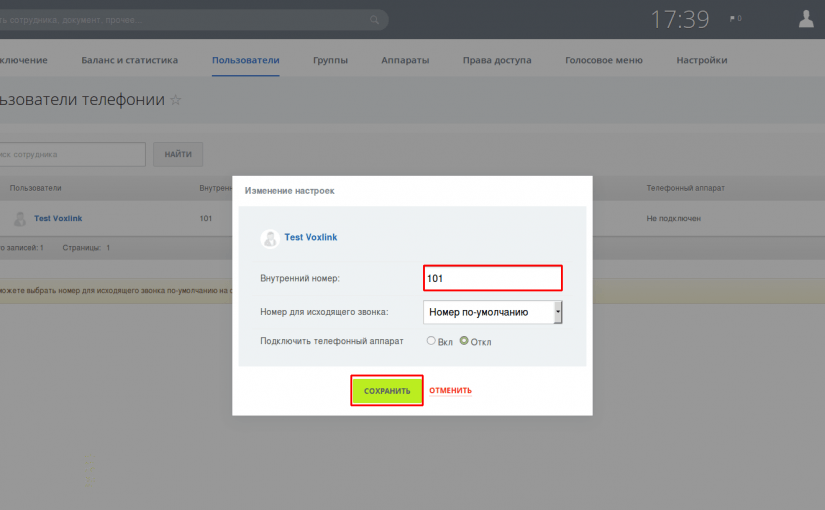 ть сотрудника, документ, прочее...
17:39
0
ключение Баланс и статистика Пользователи Группы Аппараты Права доступа Голосовое меню Настройки
ьзователи телефонии
иск сотрудника НАЙТИ
Пользователи Внутрен Телефонный аппарат
Test Voxlink 101 Не подключен
о записей: 1 Страницы: 1
можете выбрать номер для исходящего звонка по-умолчанию на с
Изменение настроек
Test Voxlink
Внутренний номер: 101
Номер для исходящего звонка: Номер по-умолчанию
Подключить телефонный аппарат Вкл Откл
СОХРАНИТЬ ОТМЕНИТЬ